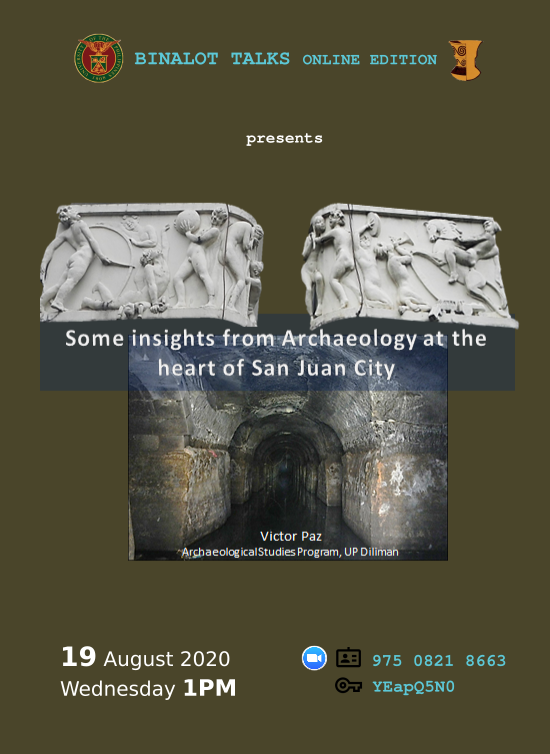 BINALOT TALKS ONLINE EDITION
presents
Some insights from Archaeology at the
heart of San Juan City
Victor Paz
Archaeological Studies Program, UP Diliman
19 August 2020
Wednesday 1PM
975 0821 8663
YEapQ5N0